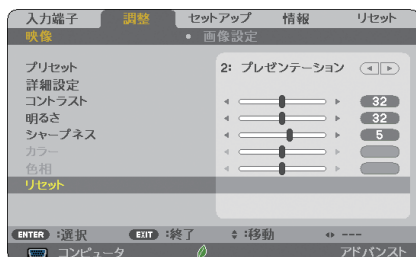 入力端子 調整 セットアップ 情報 リセット
映像 • 画像設定
プリセット 2: プレゼンテーション
詳細設定
コントラスト 32
明るさ 32
シャープネス 5
カラー
色相
リセット
ENTER :選択 EXIT :終了 :移動 ---
コンピュータ アドバンスト